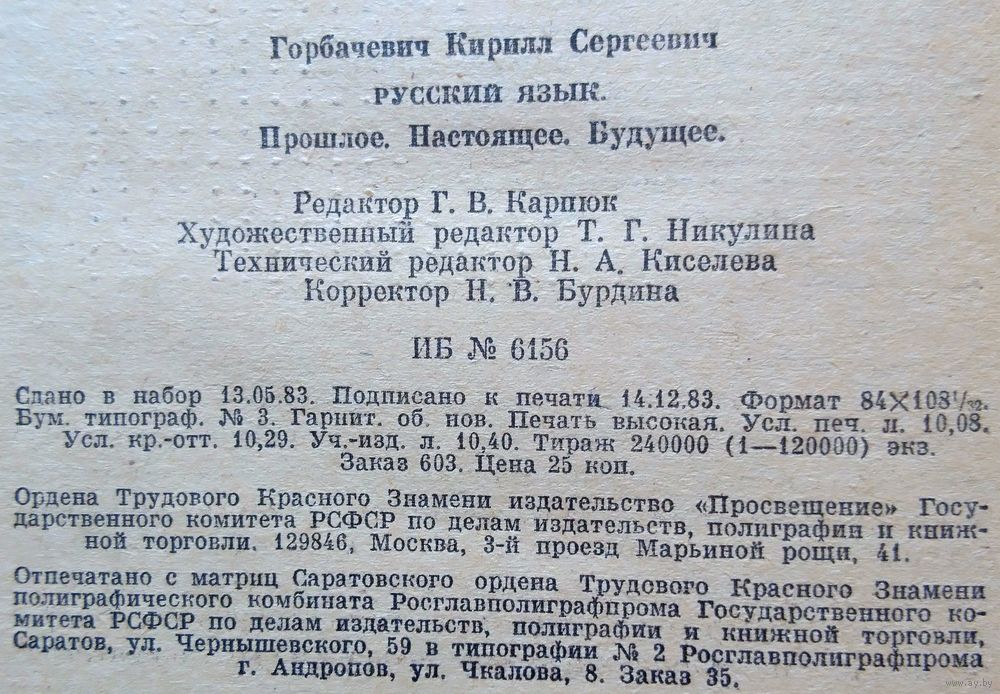 Горбачевич Кирилл Сергеевич
РУССКИЙ ЯЗЫК.
Прошлое. Настоящее. Будущее.
Редактор Г. В. Карпюк
Художественный редактор Т. Г. Никулина
Технический редактор Н. А. Киселева
Корректор Н. В. Бурдина
ИБ № 6156
Сдано в набор 13.05.83. Подписано к печати 14.12.83. Формат 84×108¹/₃₂.
Бум. типограф. № 3. Гарнит. об. нов. Печать высокая. Усл. печ. л. 10,08.
Усл. кр.-отт. 10,29. Уч.-изд. л. 10,40. Тираж 240000 (1—120000) экз.
Заказ 603. Цена 25 коп.
Ордена Трудового Красного Знамени издательство «Просвещение» Госу-
дарственного комитета РСФСР по делам издательств, полиграфии и книж-
ной торговли. 129846, Москва, 3-й проезд Марьиной рощи, 41.
Отпечатано с матриц Саратовского ордена Трудового Красного Знамени
полиграфического комбината Росглавполиграфпрома Государственного ко-
митета РСФСР по делам издательств, полиграфии и книжной торговли,
Саратов, ул. Чернышевского, 59 в типографии № 2 Росглавполиграфпрома
г. Андропов, ул. Чкалова, 8. Заказ 35.
www.ay.by